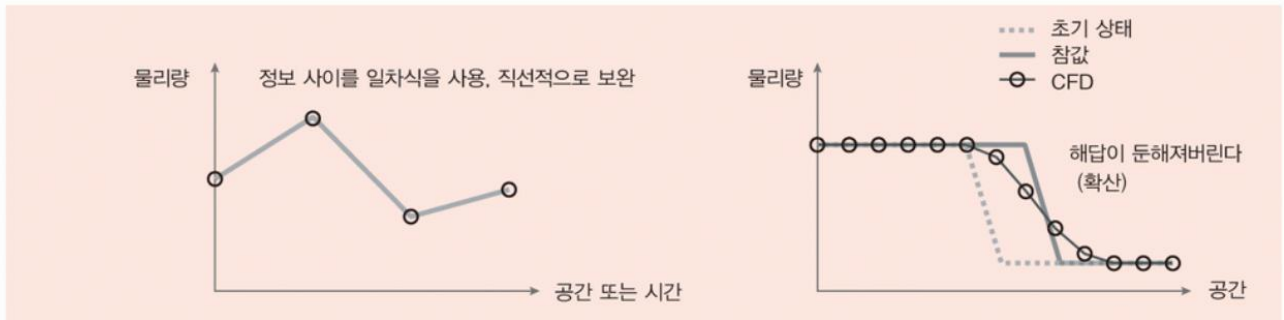 물리량
정보 사이를 일차식을 사용, 직선적으로 보완
공간 또는 시간
초기 상태
참값
CFD
물리량
해답이 둔해져버린다
(확산)
공간